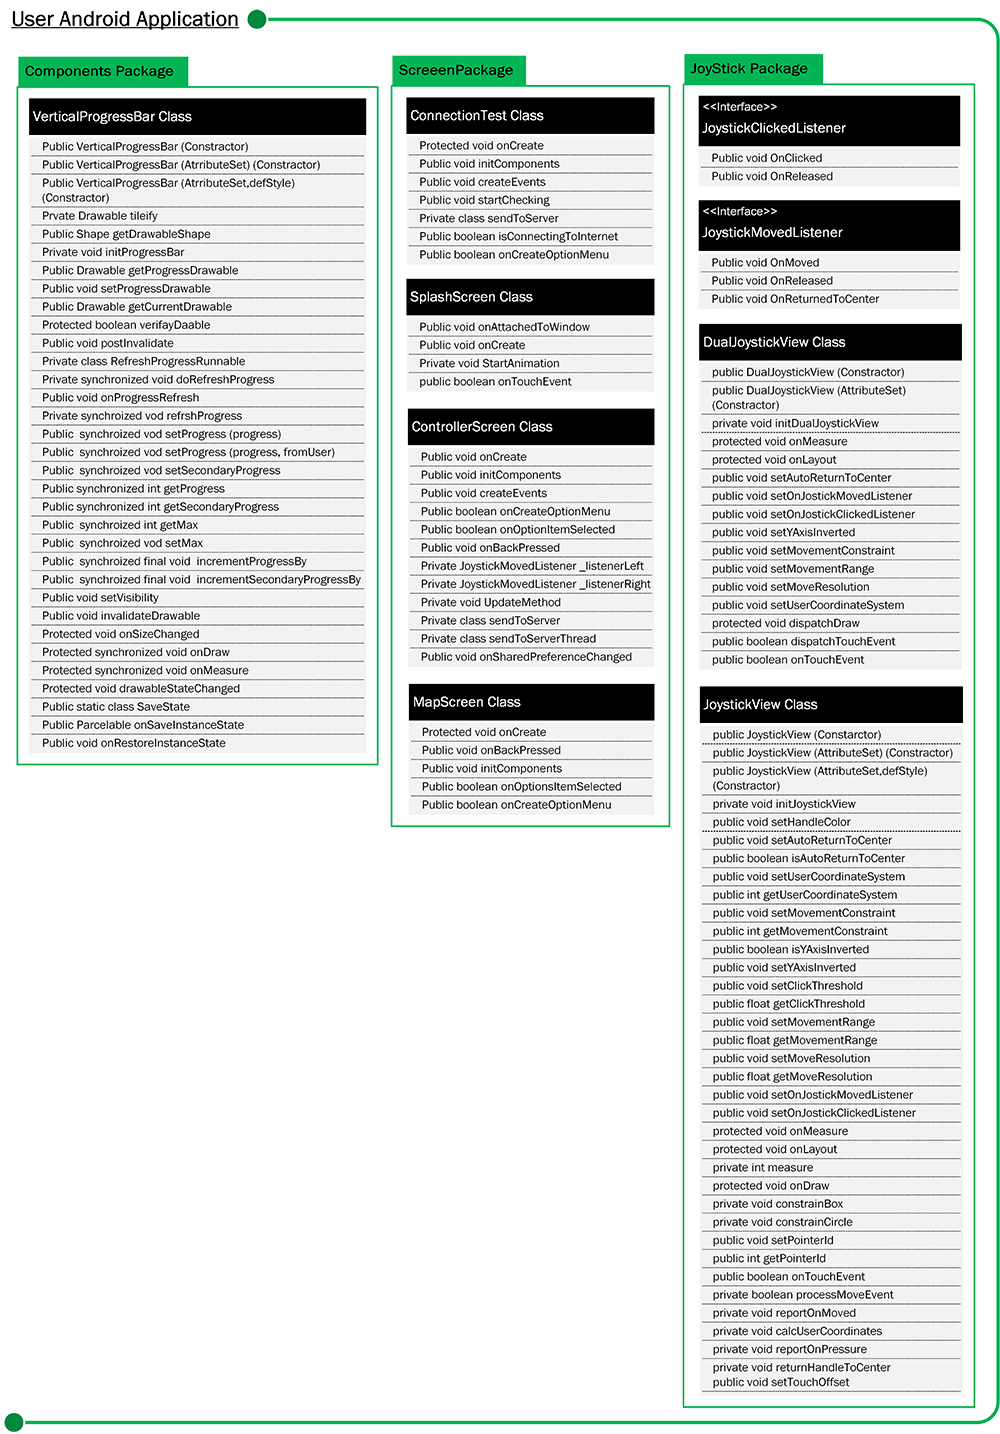 User Android Application
Components Package
VerticalProgressBar Class
Public VerticalProgressBar (Constractor)
Public VerticalProgressBar (AtrributeSet) (Constractor)
Public VerticalProgressBar (AtrributeSet,defStyle)
(Constractor)
Prvate Drawable tileify
Public Shape getDrawableShape
Private void initProgressBar
Public Drawable getProgressDrawable
Public void setProgressDrawable
Public Drawable getCurrentDrawable
Protected boolean verifayDaable
Public void postInvalidate
Private class RefreshProgressRunnable
Private synchronized void doRefreshProgress
Public void onProgressRefresh
Private synchroized vod refrshProgress
Public synchroized vod setProgress (progress)
Public synchroized vod setProgress (progress, fromUser)
Public synchroized vod setSecondaryProgress
Public synchronized int getProgress
Public synchronized int getSecondaryProgress
Public synchroized int getMax
Public synchroized vod setMax
Public synchroized final void incrementProgressBy
Public synchroized final void incrementSecondaryProgressBy
Public void setVisibility
Public void invalidateDrawable
Protected void onSizeChanged
Protected synchronized void onDraw
Protected synchronized void onMeasure
Protected void drawableStateChanged
Public static class SaveState
Public Parcelable onSaveInstanceState
Public void onRestoreInstanceState
ScreeenPackage
ConnectionTest Class
Protected void onCreate
Public void initComponents
Public void createEvents
Public void startChecking
Private class sendToServer
Public boolean isConnectingToInternet
Public boolean onCreateOptionMenu
SplashScreen Class
Public void onAttachedToWindow
Public void onCreate
Private void StartAnimation
public boolean onTouchEvent
ControllerScreen Class
Public void onCreate
Public void initComponents
Public void createEvents
Public boolean onCreateOptionMenu
Public boolean onOptionItemSelected
Public void onBackPressed
Private JoystickMovedListener _listenerLeft
Private JoystickMovedListener _listenerRight
Private void UpdateMethod
Private class sendToServer
Private class sendToServerThread
Public void onSharedPreferenceChanged
MapScreen Class
Protected void onCreate
Public void onBackPressed
Public void initComponents
Public boolean onOptionsItemSelected
Public boolean onCreateOptionMenu
JoyStick Package
<<Interface>>
JoystickClickedListener
Public void OnClicked
Public void OnReleased
<<Interface>>
JoystickMovedListener
Public void OnMoved
Public void OnReleased
Public void OnReturnedToCenter
DualJoystickView Class
public DualJoystickView (Constractor)
public DualJoystickView (AttributeSet)
(Constractor)
private void initDualJoystickView
protected void onMeasure
protected void onLayout
public void setAutoReturnToCenter
public void setOnJostickMovedListener
public void setOnJostickClickedListener
public void setYAxisInverted
public void setMovementConstraint
public void setMovementRange
public void setMoveResolution
public void setUserCoordinateSystem
protected void dispatchDraw
public boolean dispatchTouchEvent
public boolean onTouchEvent
JoystickView Class
public JoystickView (Constarctor)
public JoystickView (AttributeSet) (Constractor)
public JoystickView (AttributeSet,defStyle)
(Constractor)
private void initJoystickView
public void setHandleColor
public void setAutoReturnToCenter
public boolean isAutoReturnToCenter
public void setUserCoordinateSystem
public int getUserCoordinateSystem
public void setMovementConstraint
public int getMovementConstraint
public boolean isYAxisInverted
public void setYAxisInverted
public void setClickThreshold
public float getClickThreshold
public void setMovementRange
public float getMovementRange
public void setMoveResolution
public float getMoveResolution
public void setOnJostickMovedListener
public void setOnJostickClickedListener
protected void onMeasure
protected void onLayout
private int measure
protected void onDraw
private void constrainBox
private void constrainCircle
public void setPointerId
public int getPointerId
public boolean onTouchEvent
private boolean processMoveEvent
private void reportOnMoved
private void calcUserCoordinates
private void reportOnPressure
private void returnHandleToCenter
public void setTouchOffset